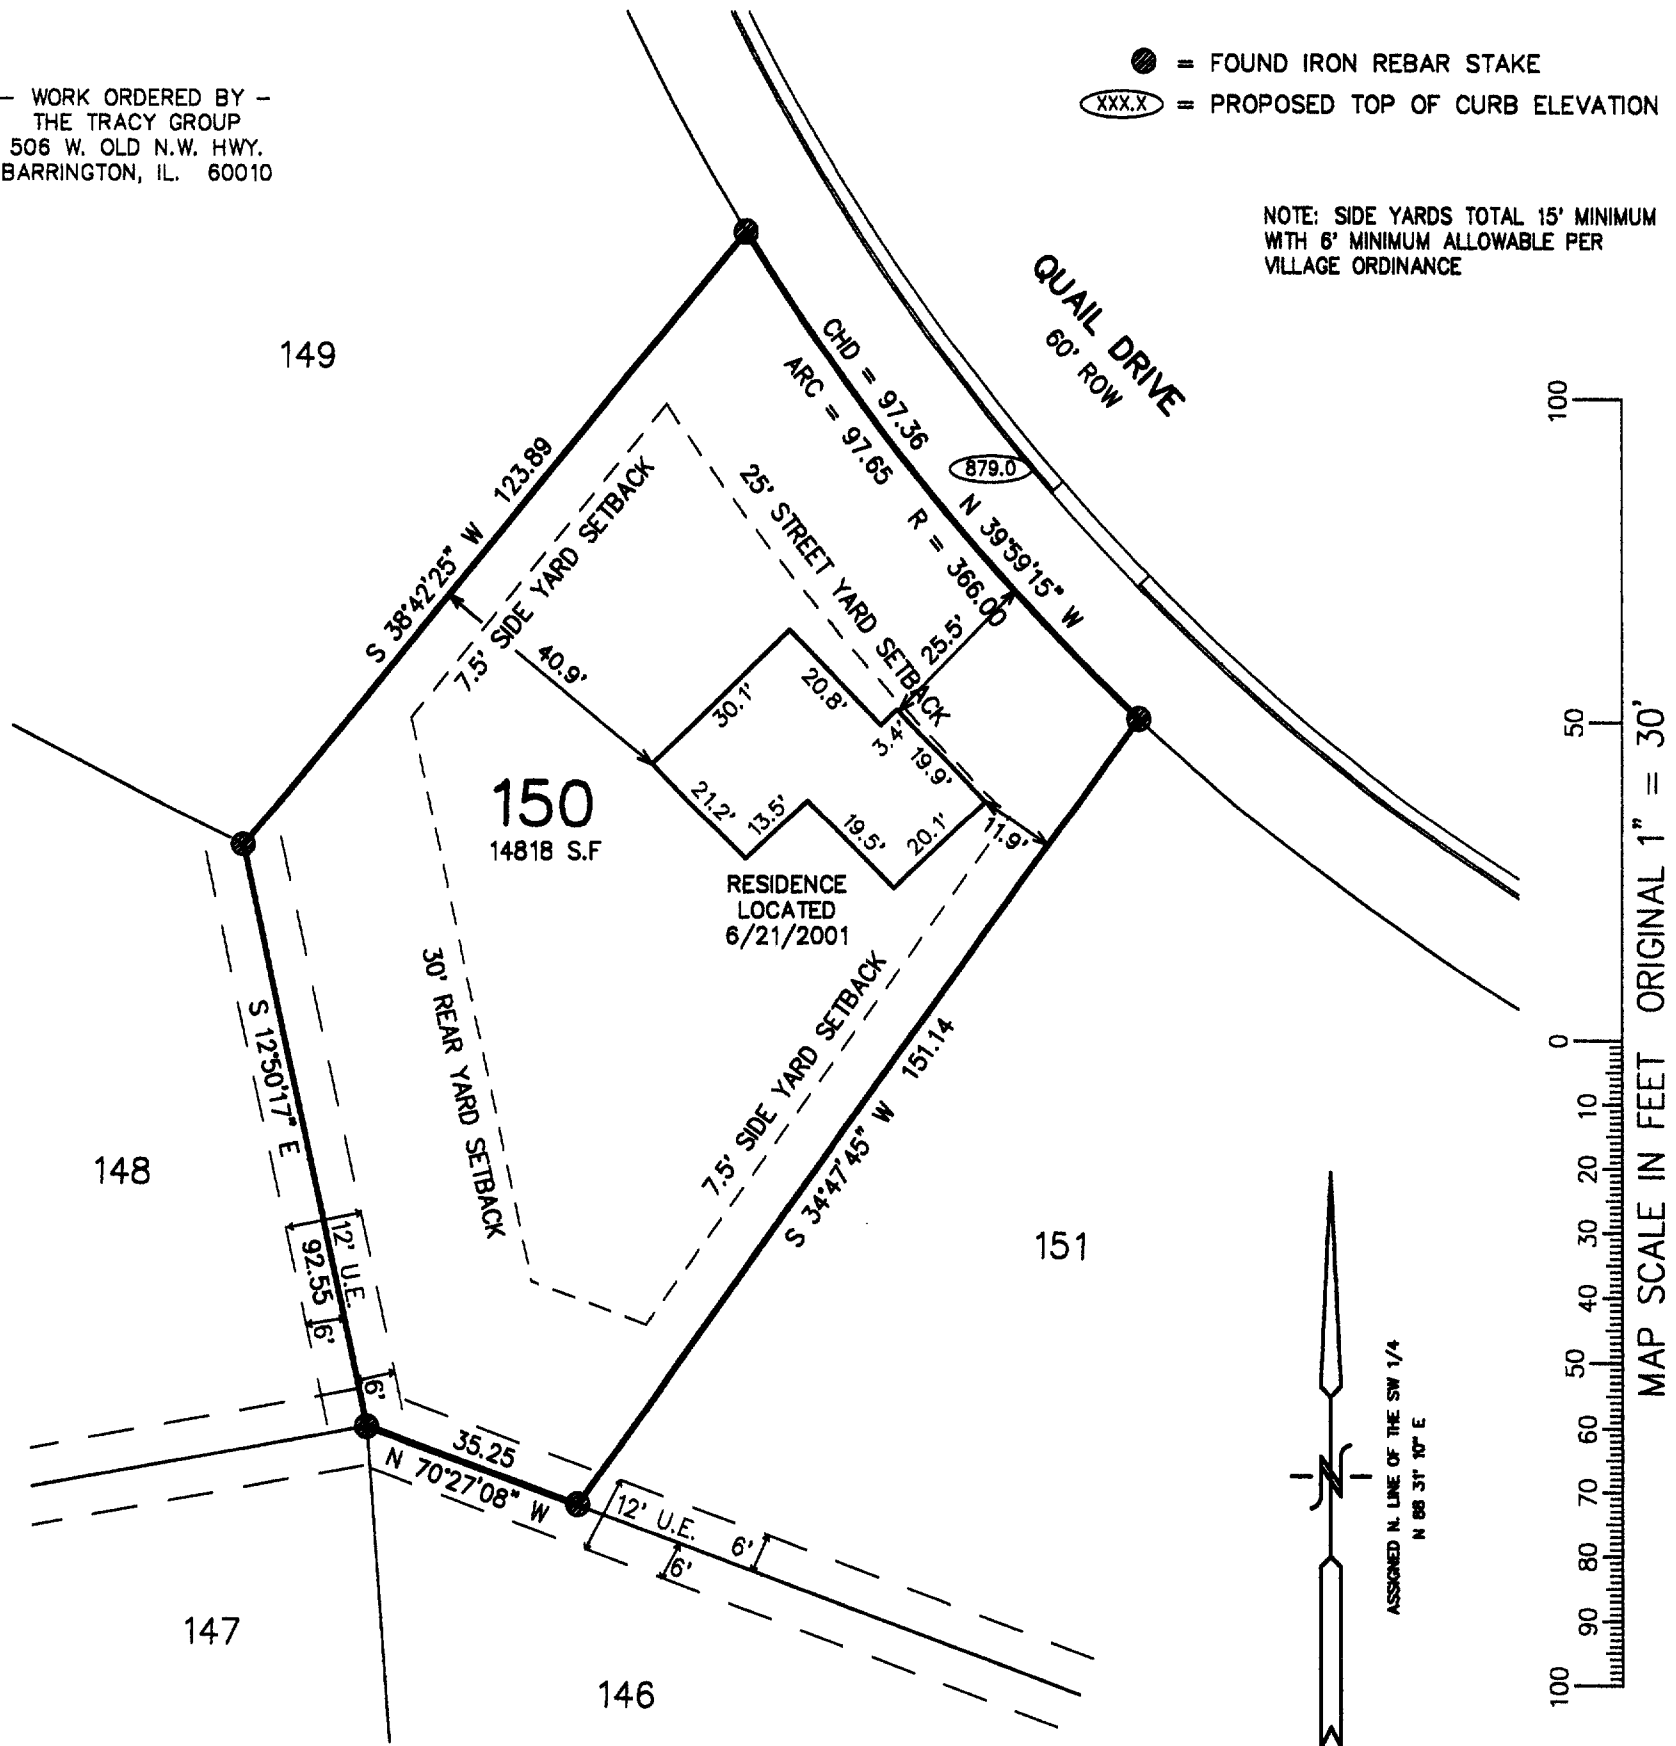 - WORK ORDERED BY -
THE TRACY GROUP
506 W. OLD N.W. HWY.
BARRINGTON, IL. 60010
= FOUND IRON REBAR STAKE
XXX.X = PROPOSED TOP OF CURB ELEVATION
NOTE: SIDE YARDS TOTAL 15' MINIMUM
WITH 6' MINIMUM ALLOWABLE PER
VILLAGE ORDINANCE
QUAIL DRIVE
60' ROW
149
CHD = 97.36
N 39°59'15" W
ARC = 97.65
R = 366.00
879.0
S 38°42'25" W 123.89
7.5' SIDE YARD SETBACK
25' STREET YARD SETBACK
40.9'
25.5'
30.1'
20.8'
3.4'
19.9'
21.2'
13.5'
19.5'
20.1'
11.9'
150
14818 S.F
RESIDENCE
LOCATED
6/21/2001
30' REAR YARD SETBACK
7.5' SIDE YARD SETBACK
S 34°47'45" W 151.14
S 12°50'17" E
92.55
12' U.E.
6'
6'
148
151
35.25
N 70°27'08" W
12' U.E.
6'
6'
147
146
ASSIGNED N. LINE OF THE SW 1/4
N 88 31' 10" E
N
100
50
0
10
20
30
40
50
60
70
80
90
100
MAP SCALE IN FEET ORIGINAL 1" = 30'